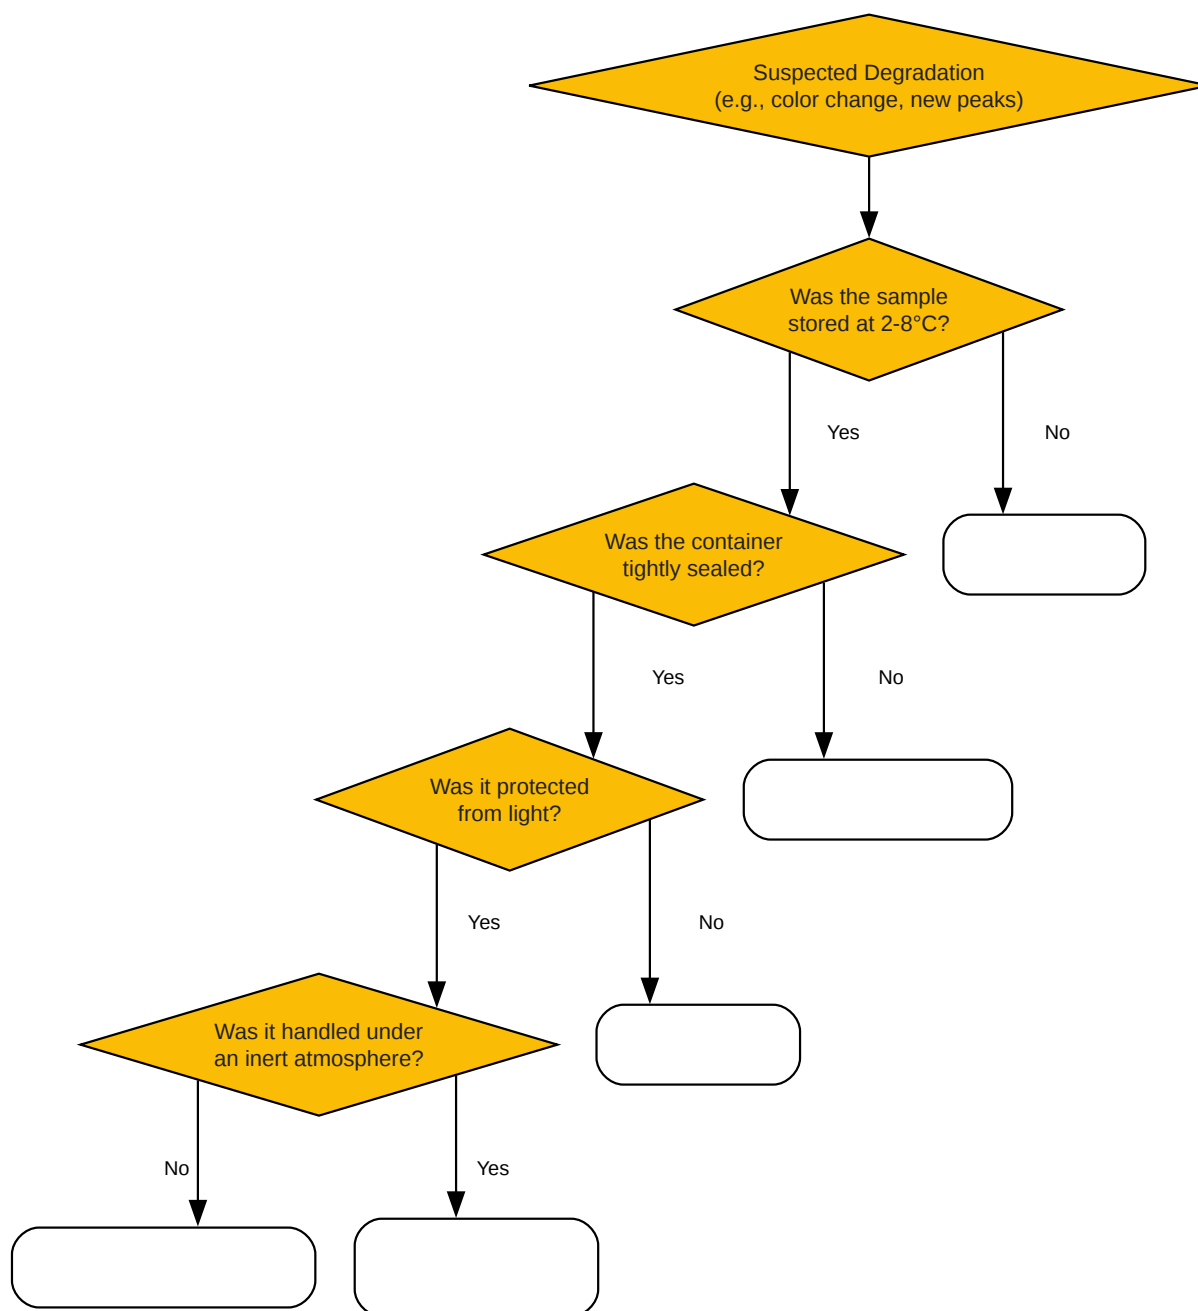 Suspected Degradation
(e.g., color change, new peaks)
Was the sample
stored at 2-8°C?
Yes
No
Was the container
tightly sealed?
Yes
No
Was it protected
from light?
Yes
No
Was it handled under
an inert atmosphere?
No
Yes